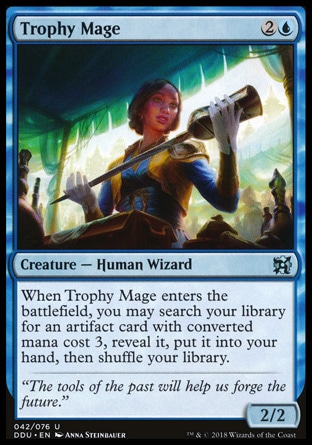 Trophy Mage 2
Creature — Human Wizard
When Trophy Mage enters the
battlefield, you may search your library
for an artifact card with converted
mana cost 3, reveal it, put it into your
hand, then shuffle your library.
"The tools of the past will help us forge the
future."
2/2
042/076 U
DDU • EN Anna Steinbauer
™ & © 2018 Wizards of the Coast